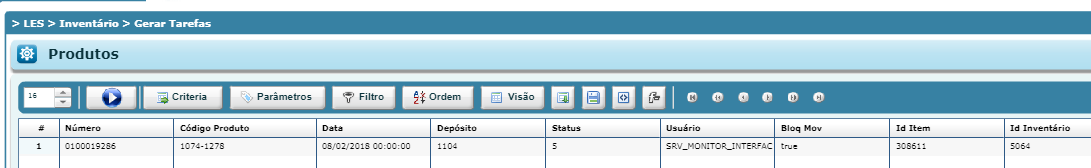 > LES > Inventário > Gerar Tarefas
Produtos
16 Criteria Parâmetros Filtro Ordem Visão
# Número Código Produto Data Depósito Status Usuário Bloq Mov Id Item Id Inventário
1 0100019286 1074-1278 08/02/2018 00:00:00 1104 5 SRV_MONITOR_INTERFAC true 308611 5064